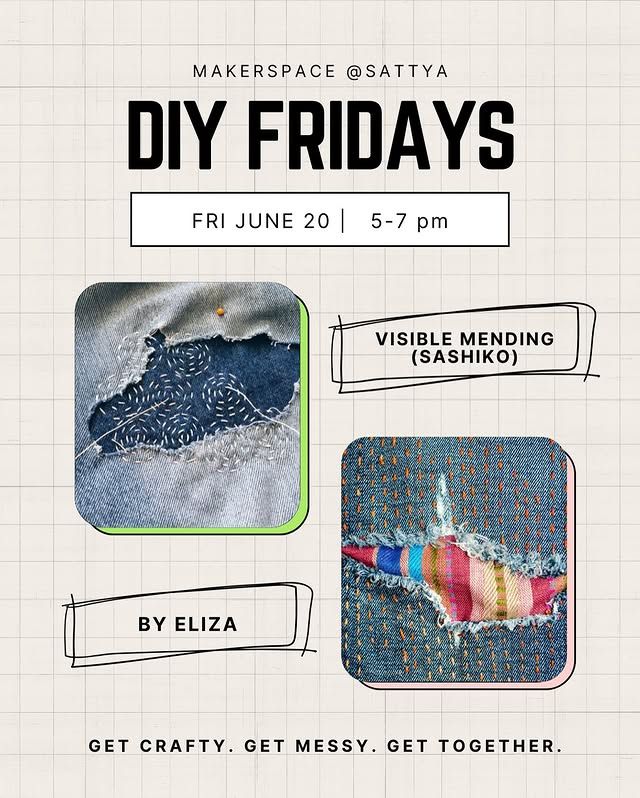 MAKERSPACE @SATTYA
DIY FRIDAYS
FRI JUNE 20 | 5-7 pm
VISIBLE MENDING
(SASHIKO)
BY ELIZA
GET CRAFTY. GET MESSY. GET TOGETHER.